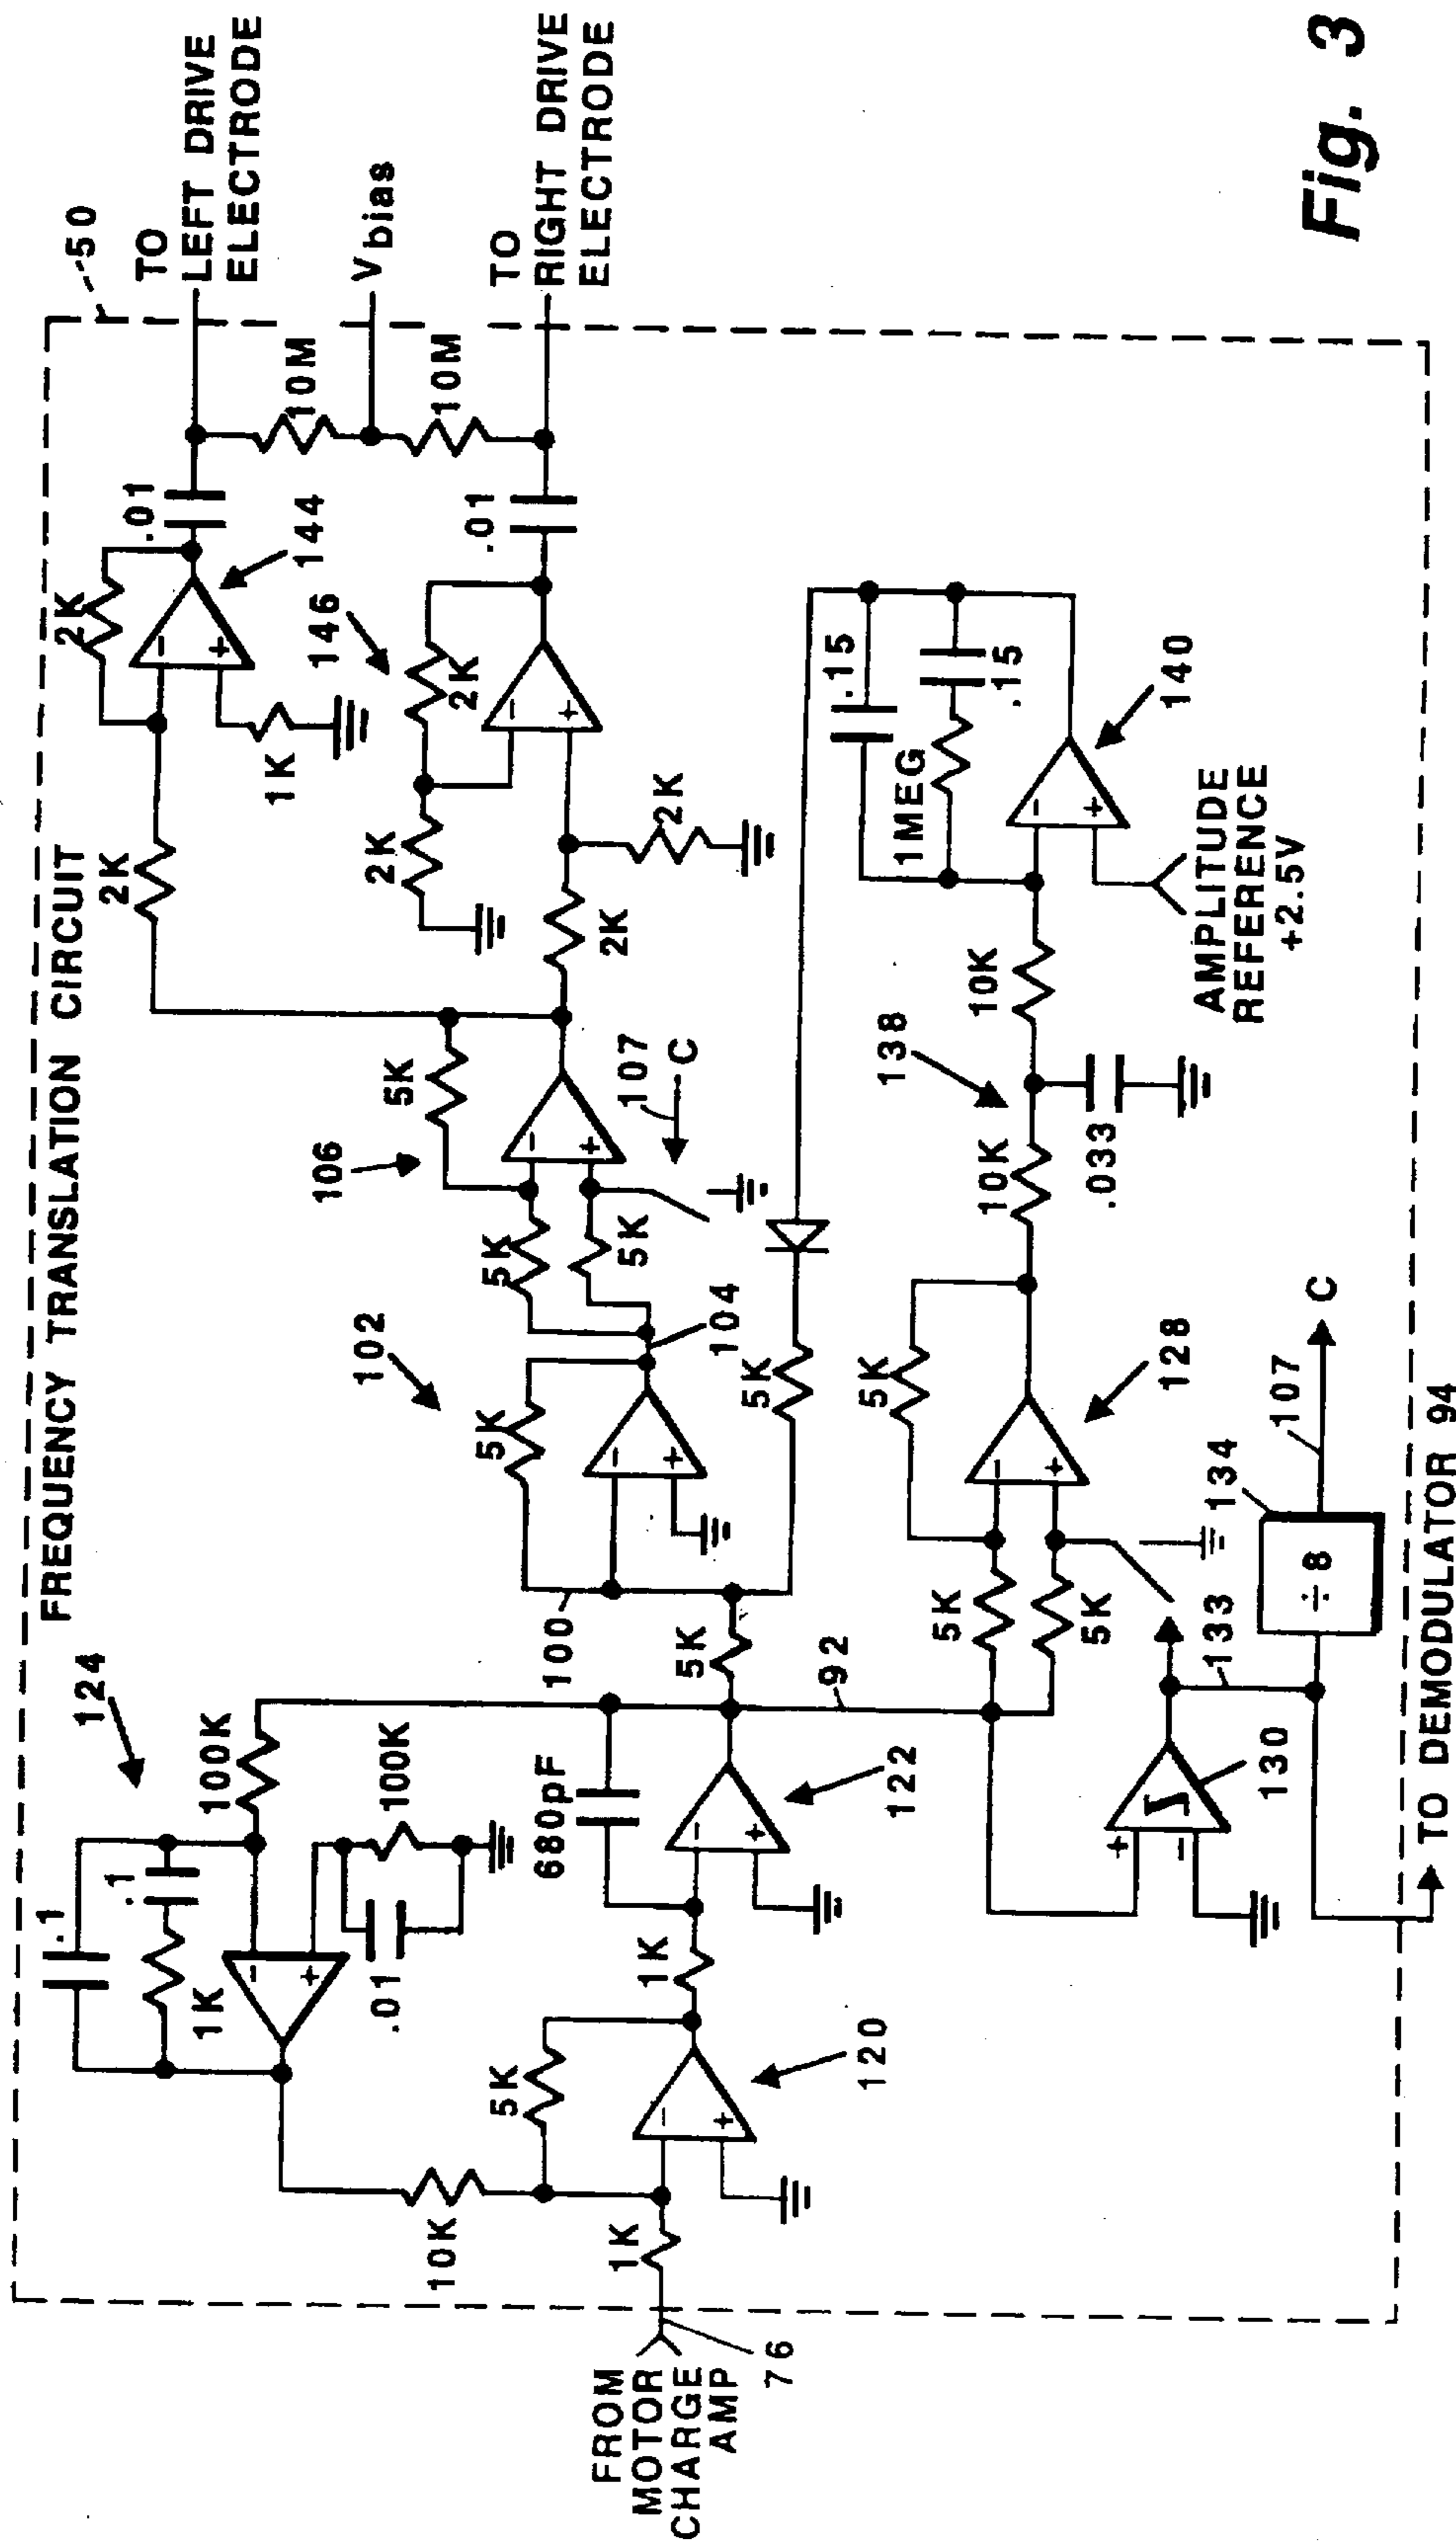 FREQUENCY TRANSLATION CIRCUIT
50
TO
LEFT DRIVE
ELECTRODE
Vbias
TO
RIGHT DRIVE
ELECTRODE
124
.1
.1
1K
100K
100K
.01
-
+
10K
5K
1K
-
+
120
1K
680pF
-
+
122
FROM
MOTOR
CHARGE
AMP
76
92
5K
100
5K
102
-
+
104
5K
5K
5K
106
-
+
107
C
5K
2K
2K
1K
-
+
144
.01
10M
10M
2K
2K
146
2K
2K
-
+
.01
5K
5K
5K
-
+
128
10K
138
.033
10K
.15
1MEG
.15
-
+
140
AMPLITUDE
REFERENCE
+2.5V
+
-
130
133
÷8
134
107
C
TO DEMODULATOR 94
Fig. 3